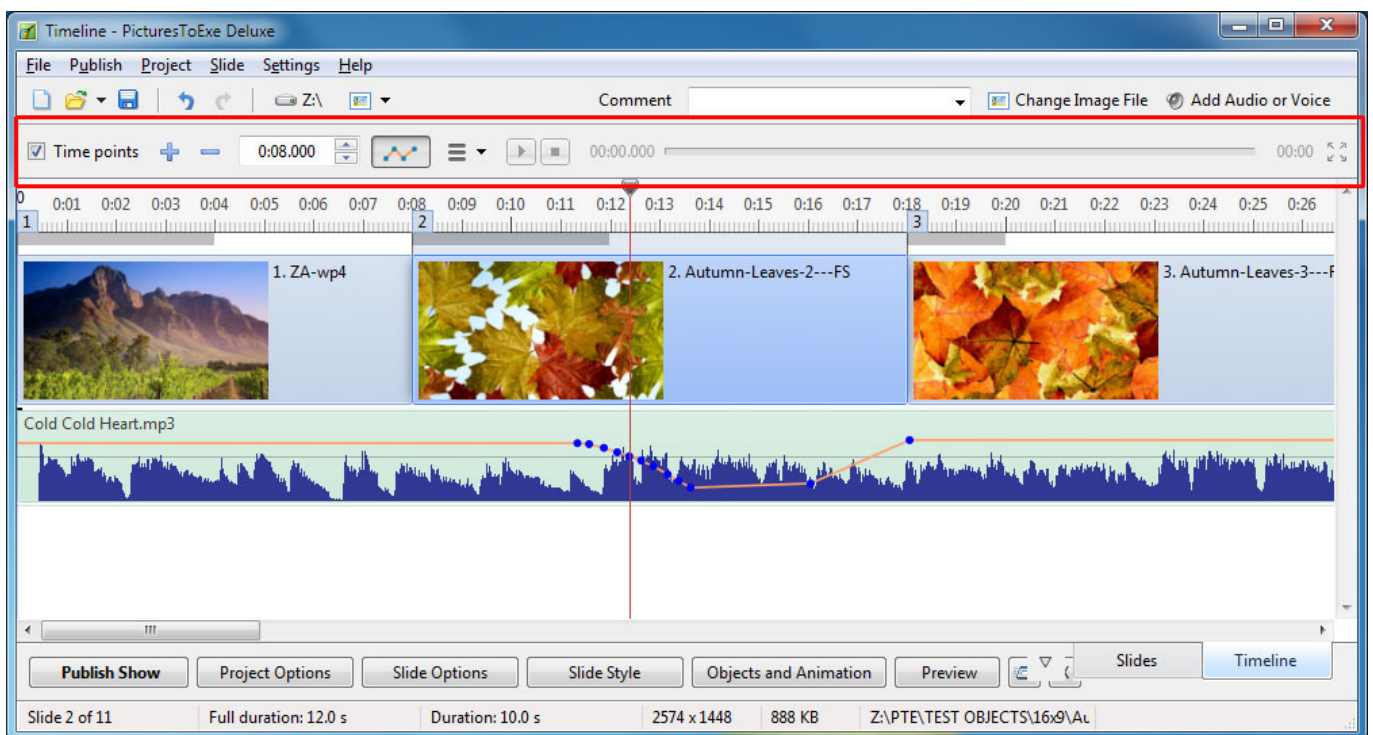 Timeline - PicturesToExe Deluxe
File Publish Project Slide Settings Help
Z:\ Comment Change Image File Add Audio or Voice
Time points 0:08.000 00:00.000 00:00
0 0:01 0:02 0:03 0:04 0:05 0:06 0:07 0:08 0:09 0:10 0:11 0:12 0:13 0:14 0:15 0:16 0:17 0:18 0:19 0:20 0:21 0:22 0:23 0:24 0:25 0:26
1 2 3
1. ZA-wp4 2. Autumn-Leaves-2---FS 3. Autumn-Leaves-3---F
Cold Cold Heart.mp3
Publish Show Project Options Slide Options Slide Style Objects and Animation Preview Slides Timeline
Slide 2 of 11 Full duration: 12.0 s Duration: 10.0 s 2574 x 1448 888 KB Z:\PTE\TEST OBJECTS\16x9\Au